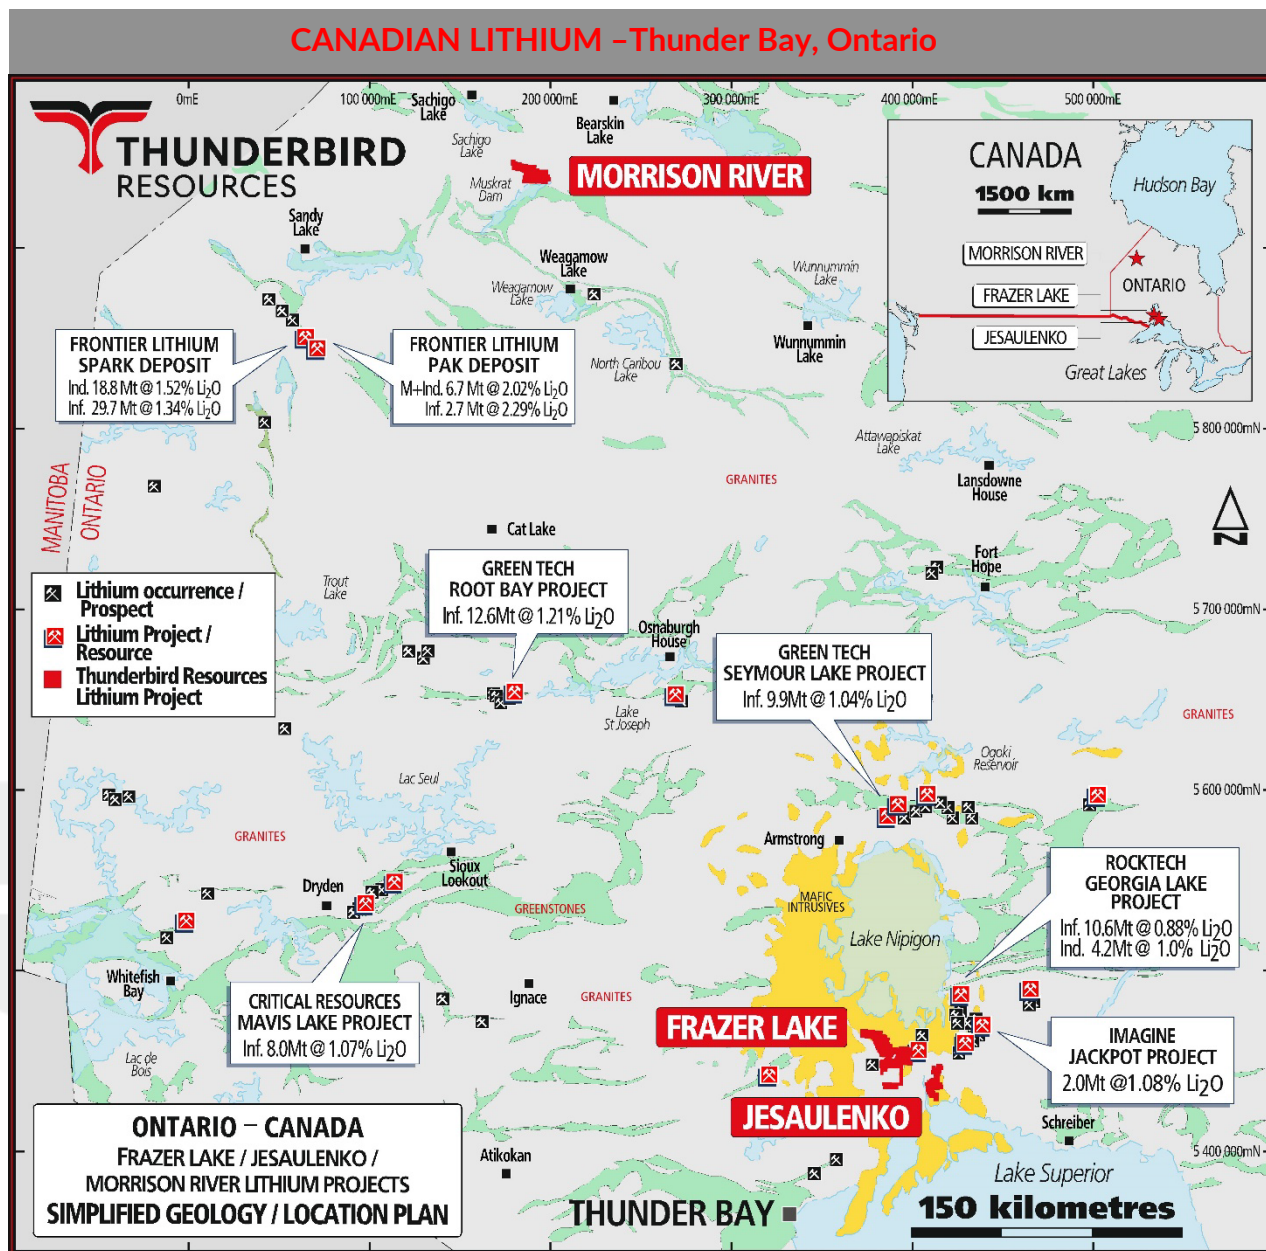 CANADIAN LITHIUM –Thunder Bay, Ontario
0mE
100 000mE
200 000mE
300 000mE
400 000mE
500 000mE
THUNDERBIRD
RESOURCES
Sachigo
Lake
Sachigo
Lake
Bearskin
Lake
Muskrat
Dam
MORRISON RIVER
CANADA
1500 km
Hudson Bay
MORRISON RIVER
ONTARIO
FRAZER LAKE
JESAULENKO
Great Lakes
Sandy
Lake
Weagamow
Lake
Weagamow
Lake
Wunnummin
Lake
Wunnummin
Lake
North Caribou
Lake
FRONTIER LITHIUM
SPARK DEPOSIT
Ind. 18.8 Mt @ 1.52% Li2O
Inf. 29.7 Mt @ 1.34% Li2O
FRONTIER LITHIUM
PAK DEPOSIT
M+Ind. 6.7 Mt @ 2.02% Li2O
Inf. 2.7 Mt @ 2.29% Li2O
5 800 000mN
Attawapiskat
Lake
Lansdowne
House
MANITOBA
ONTARIO
GRANITES
N
Cat Lake
Fort
Hope
Lithium occurrence /
Prospect
Lithium Project /
Resource
Thunderbird Resources
Lithium Project
Trout
Lake
GREEN TECH
ROOT BAY PROJECT
Inf. 12.6Mt @ 1.21% Li2O
5 700 000mN
Osnaburgh
House
GREEN TECH
SEYMOUR LAKE PROJECT
Inf. 9.9Mt @ 1.04% Li2O
Lake
St Joseph
GRANITES
Ogoki
Reservoir
Lac Seul
5 600 000mN
GRANITES
Armstrong
Sioux
Lookout
Dryden
GREENSTONES
MAFIC
INTRUSIVES
Lake Nipigon
ROCKTECH
GEORGIA LAKE
PROJECT
Inf. 10.6Mt @ 0.88% Li2O
Ind. 4.2Mt @ 1.0% Li2O
Whitefish
Bay
Ignace
GRANITES
CRITICAL RESOURCES
MAVIS LAKE PROJECT
Inf. 8.0Mt @ 1.07% Li2O
FRAZER LAKE
IMAGINE
JACKPOT PROJECT
2.0Mt @1.08% Li2O
Lac de
Bois
JESAULENKO
Schreiber
5 400 000mN
ONTARIO – CANADA
FRAZER LAKE / JESAULENKO /
MORRISON RIVER LITHIUM PROJECTS
SIMPLIFIED GEOLOGY / LOCATION PLAN
Atikokan
Lake Superior
THUNDER BAY
150 kilometres